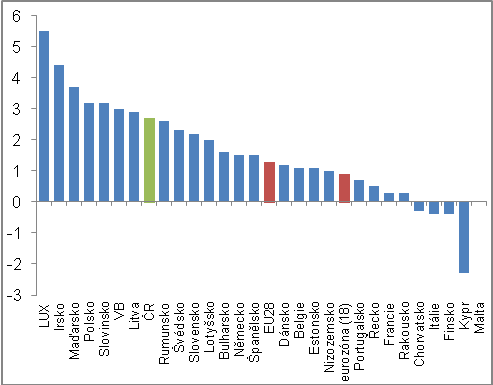 6
5
4
3
2
1
0
-1
-2
-3
LUX
Irsko
Maďarsko
Polsko
Slovinsko
VB
Litva
ČR
Rumunsko
Švédsko
Slovensko
Lotyšsko
Bulharsko
Německo
Španělsko
EU28
Dánsko
Belgie
Estonsko
Nizozemsko
eurozóna (18)
Portugalsko
Řecko
Francie
Rakousko
Chorvatsko
Itálie
Finsko
Kypr
Malta